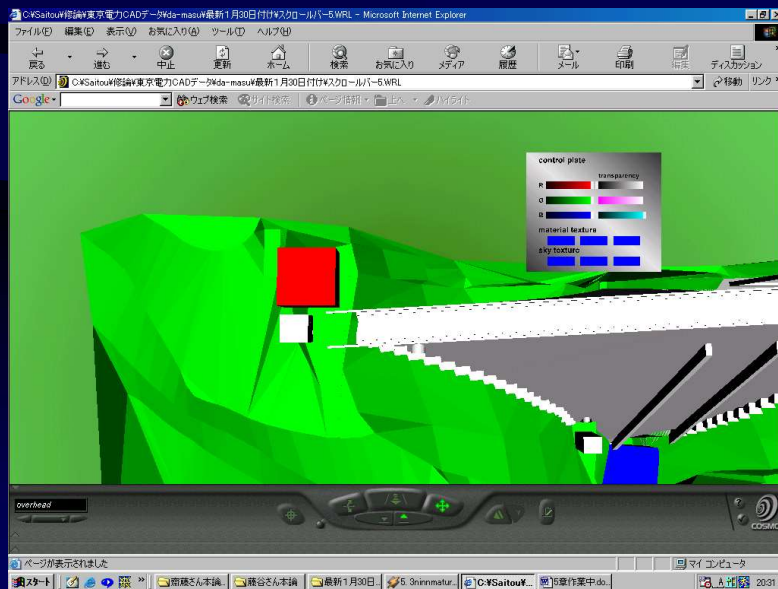 C:¥Saitou¥修論¥東京電力CADデータ¥da-masu¥最新1月30日付け¥スクロールバー5.WRL - Microsoft Internet Explorer
ファイル(F) 編集(E) 表示(V) お気に入り(A) ツール(T) ヘルプ(H)
戻る 進む 中止 更新 ホーム 検索 お気に入り メディア 履歴 メール 印刷 編集 ディスカッション
アドレス(D) C:¥Saitou¥修論¥東京電力CADデータ¥da-masu¥最新1月30日付け¥スクロールバー5.WRL 移動 リンク »
Google ウェブ検索 サイト検索 ページ情報 上へ ハイライト
control plate
transparency
R
G
B
material texture
sky texture
overhead
COSMO
ページが表示されました マイ コンピュータ
スタート » 齋藤さん本論... 藤谷さん本論 最新1月30日... 5. 3ninnmatur... C:¥Saitou¥... 5章作業中.do... A 20:31